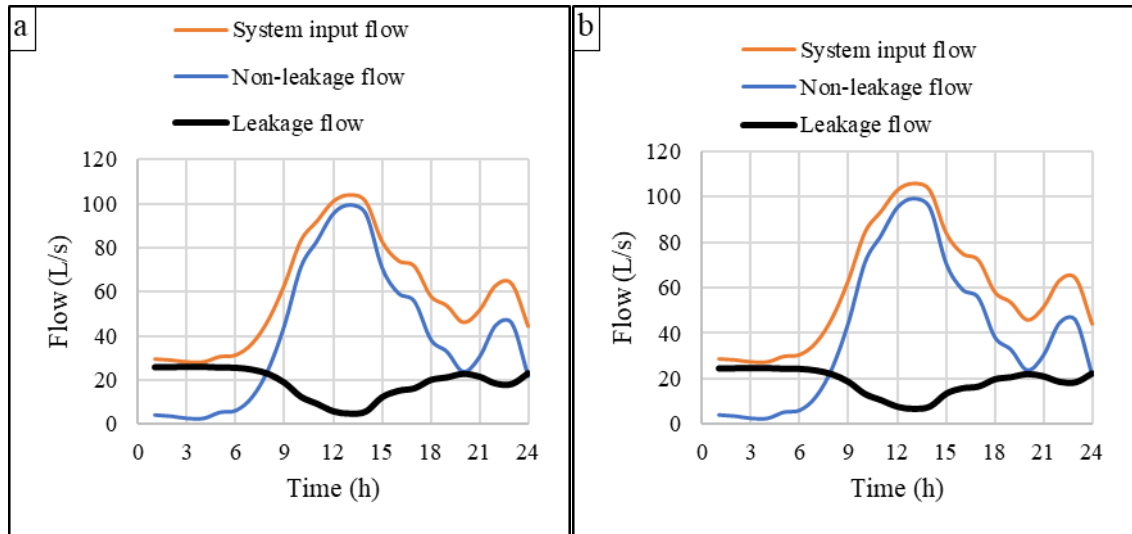 a
System input flow
Non-leakage flow
Leakage flow
120
100
80
60
40
20
0
Flow (L/s)
0 3 6 9 12 15 18 21 24
Time (h)
b
System input flow
Non-leakage flow
Leakage flow
120
100
80
60
40
20
0
Flow (L/s)
0 3 6 9 12 15 18 21 24
Time (h)